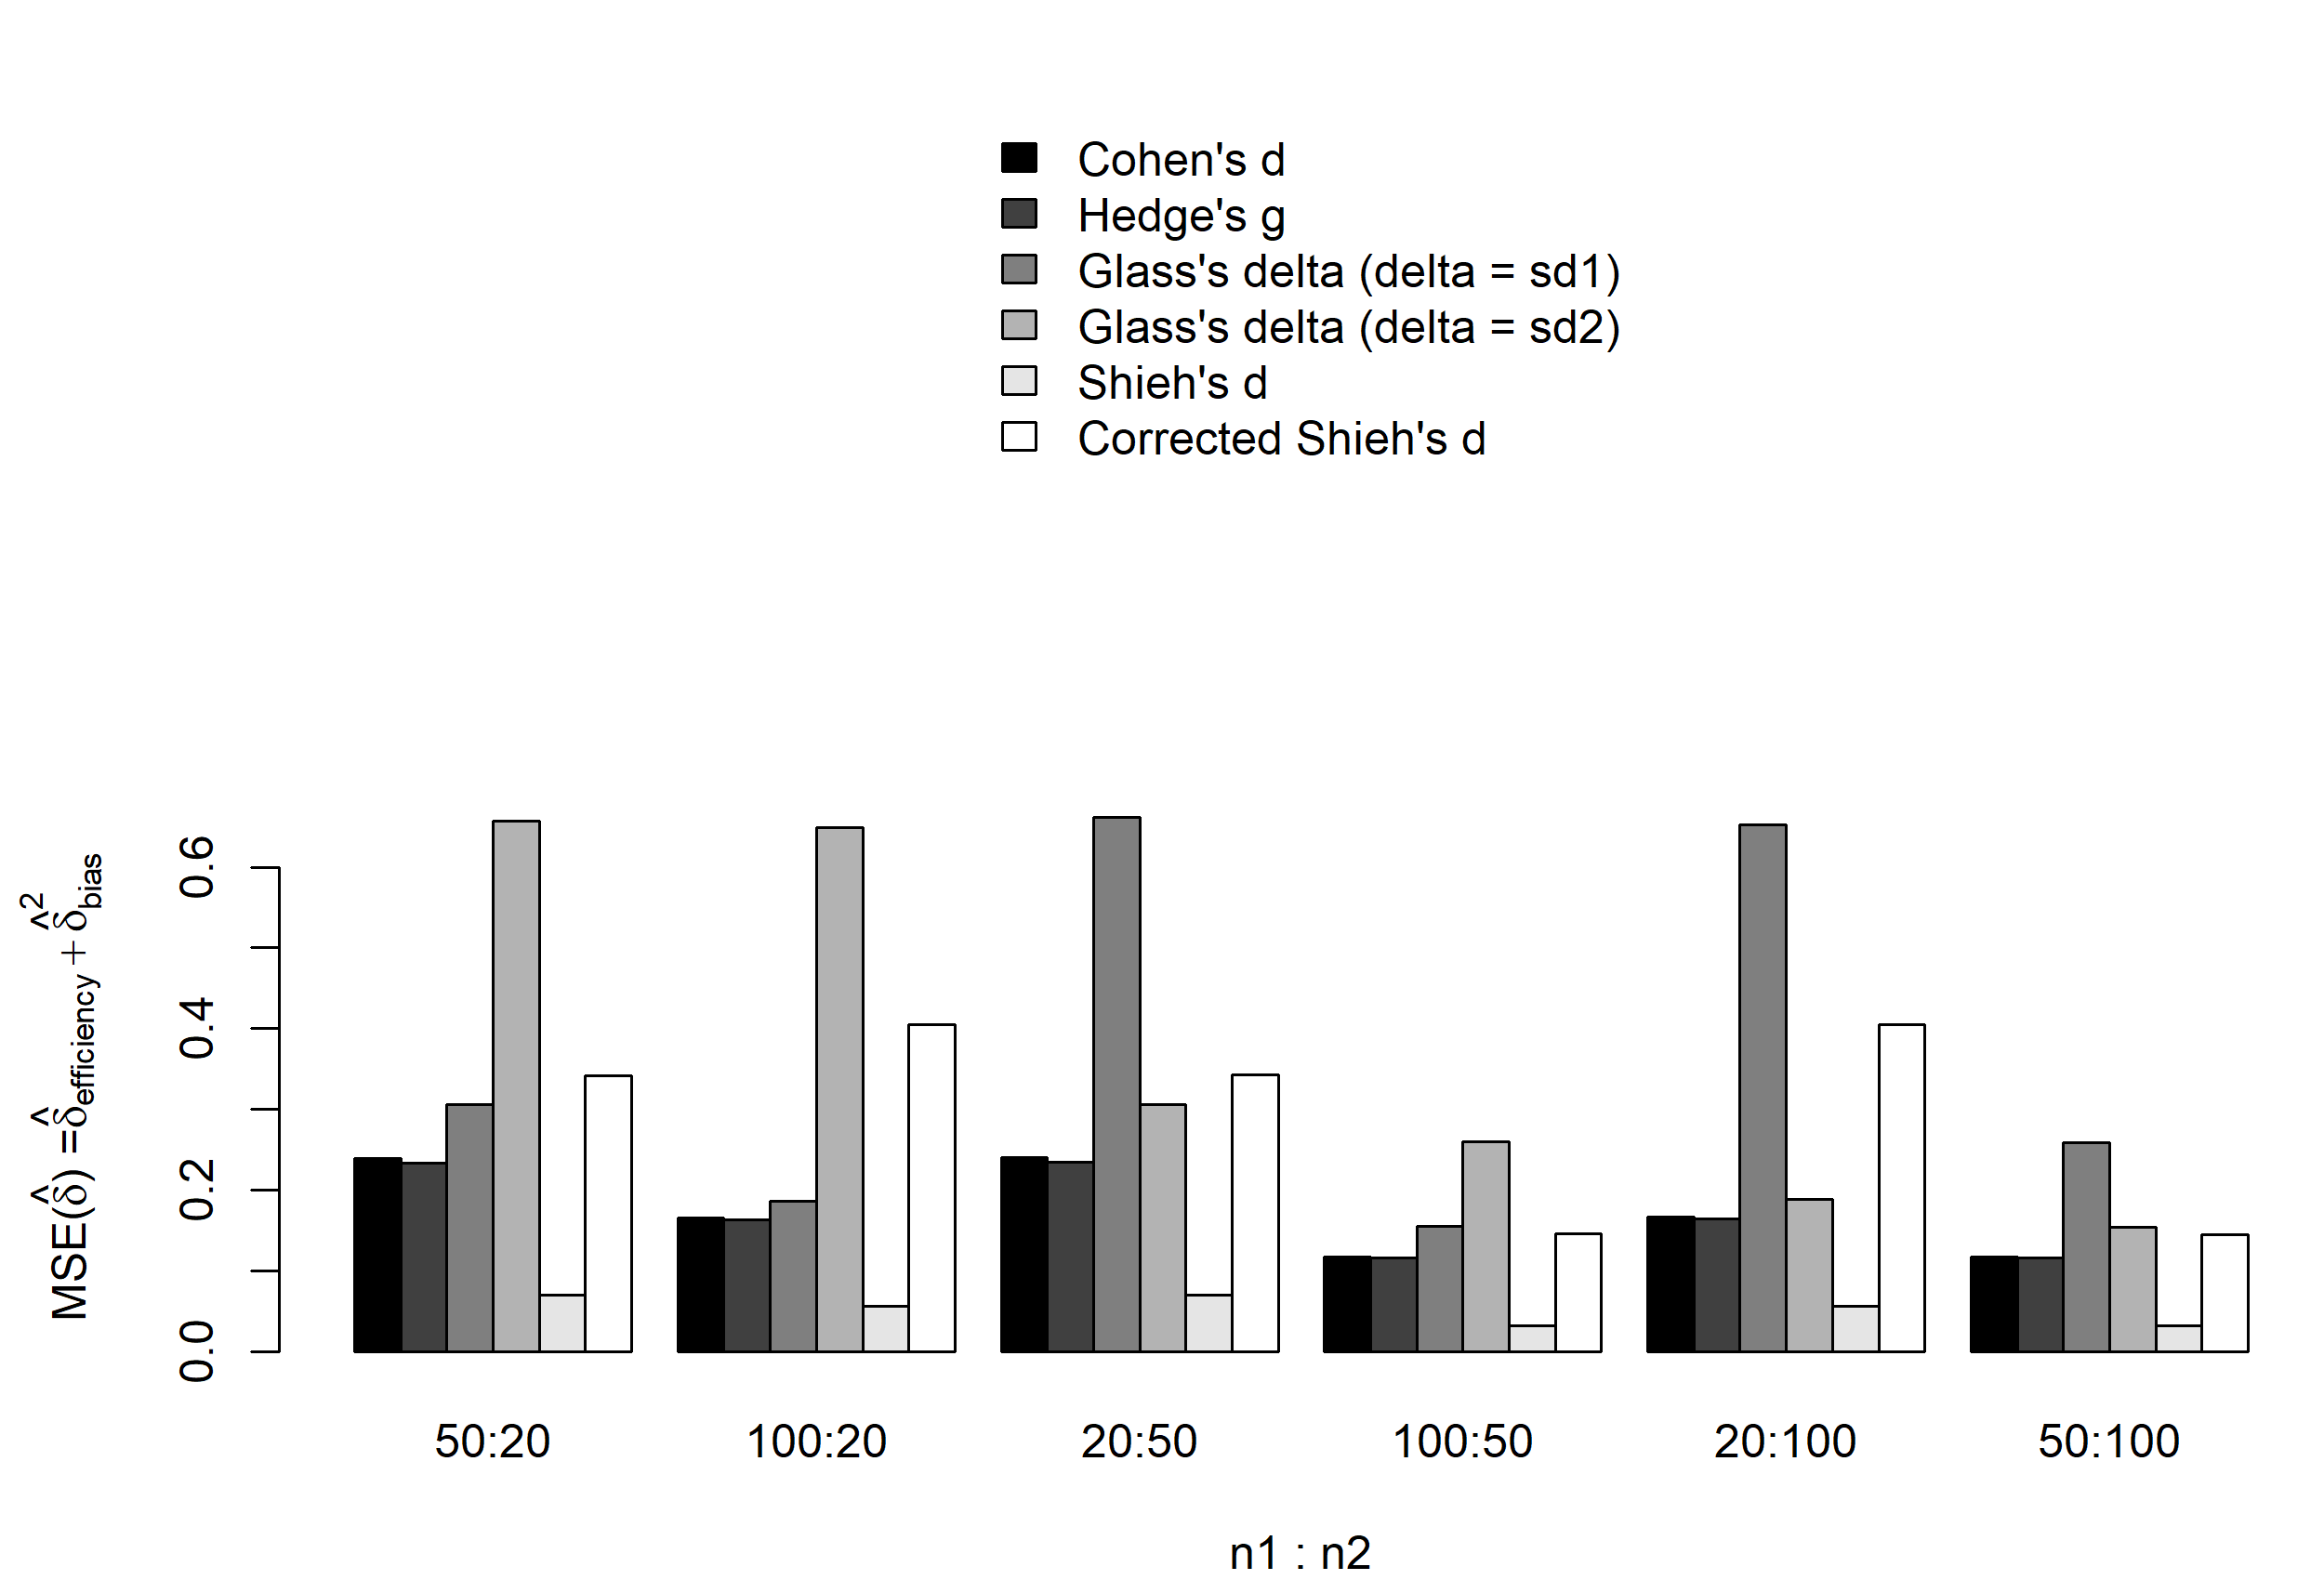 Cohen's d
Hedge's g
Glass's delta (delta = sd1)
Glass's delta (delta = sd2)
Shieh's d
Corrected Shieh's d
MSE(δ̂) = δ̂efficiency + δ̂²bias
0.6
0.4
0.2
0.0
50:20 100:20 20:50 100:50 20:100 50:100
n1 : n2